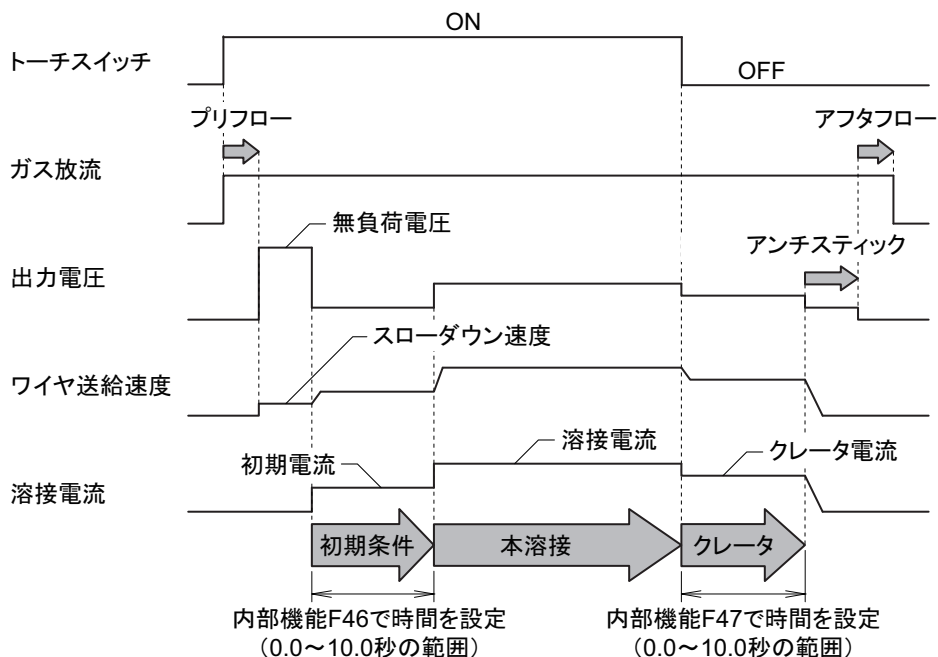 ON
トーチスイッチ
OFF
プリフロー
アフタフロー
ガス放流
無負荷電圧
アンチスティック
出力電圧
スローダウン速度
ワイヤ送給速度
溶接電流
初期電流
クレータ電流
溶接電流
初期条件
本溶接
クレータ
内部機能F46で時間を設定
（0.0～10.0秒の範囲）
内部機能F47で時間を設定
（0.0～10.0秒の範囲）